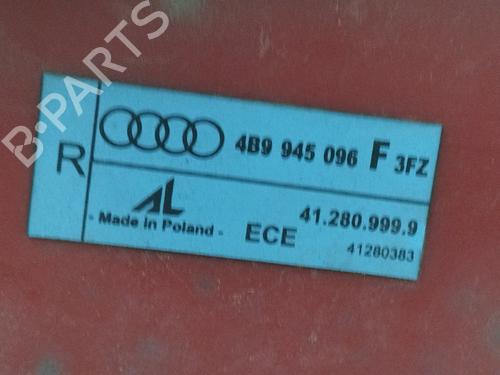 B-PARTS
R
4B9 945 096 F 3FZ
AL
- Made in Poland -
ECE
41.280.999.9
41280383